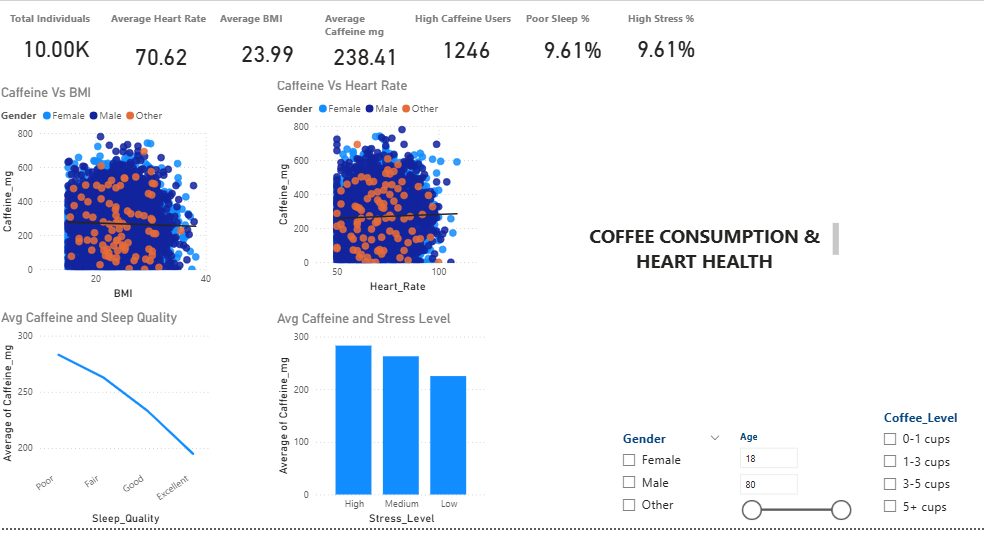 Total Individuals
10.00K
Average Heart Rate
70.62
Average BMI
23.99
Average
Caffeine mg
238.41
High Caffeine Users
1246
Poor Sleep %
9.61%
High Stress %
9.61%
Caffeine Vs BMI
Gender Female Male Other
800
600
400
200
0
Caffeine_mg
20 40
BMI
Caffeine Vs Heart Rate
Gender Female Male Other
800
600
400
200
0
Caffeine_mg
50 100
Heart_Rate
COFFEE CONSUMPTION &
HEART HEALTH
Avg Caffeine and Sleep Quality
300
250
200
Average of Caffeine_mg
Poor Fair Good Excellent
Sleep_Quality
Avg Caffeine and Stress Level
300
200
100
0
Average of Caffeine_mg
High Medium Low
Stress_Level
Gender
Female
Male
Other
Age
18
80
Coffee_Level
0-1 cups
1-3 cups
3-5 cups
5+ cups